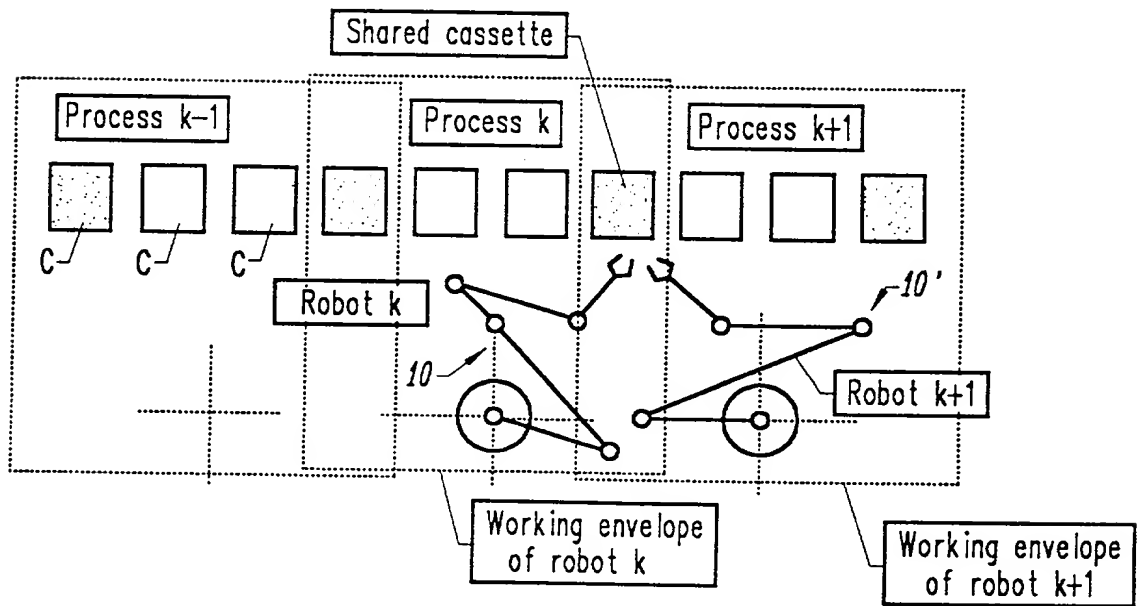 Shared cassette
Process k-1
Process k
Process k+1
C
C
C
Robot k
10
10'
Robot k+1
Working envelope
of robot k
Working envelope
of robot k+1